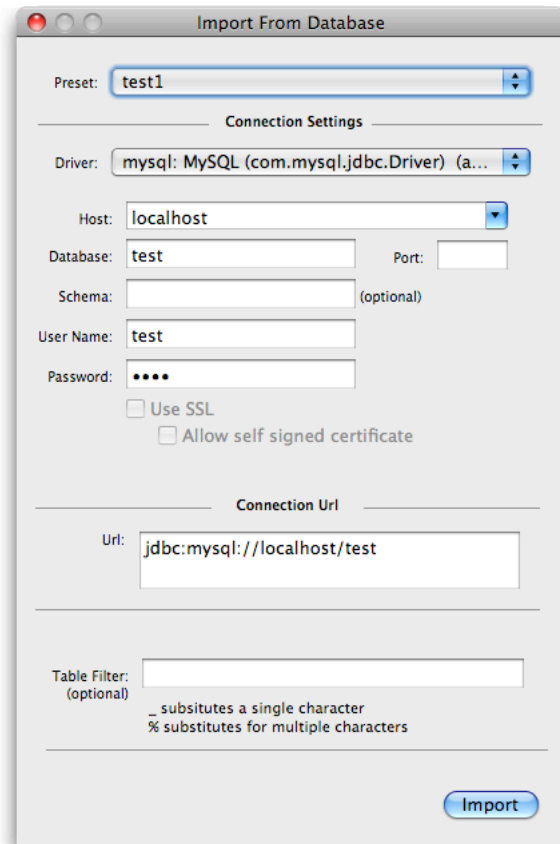 Import From Database
Preset: test1
Connection Settings
Driver: mysql: MySQL (com.mysql.jdbc.Driver) (a...
Host: localhost
Database: test Port:
Schema: (optional)
User Name: test
Password: ••••
Use SSL
Allow self signed certificate
Connection Url
Url: jdbc:mysql://localhost/test
Table Filter:
(optional)
_ subsitutes a single character
% substitutes for multiple characters
Import